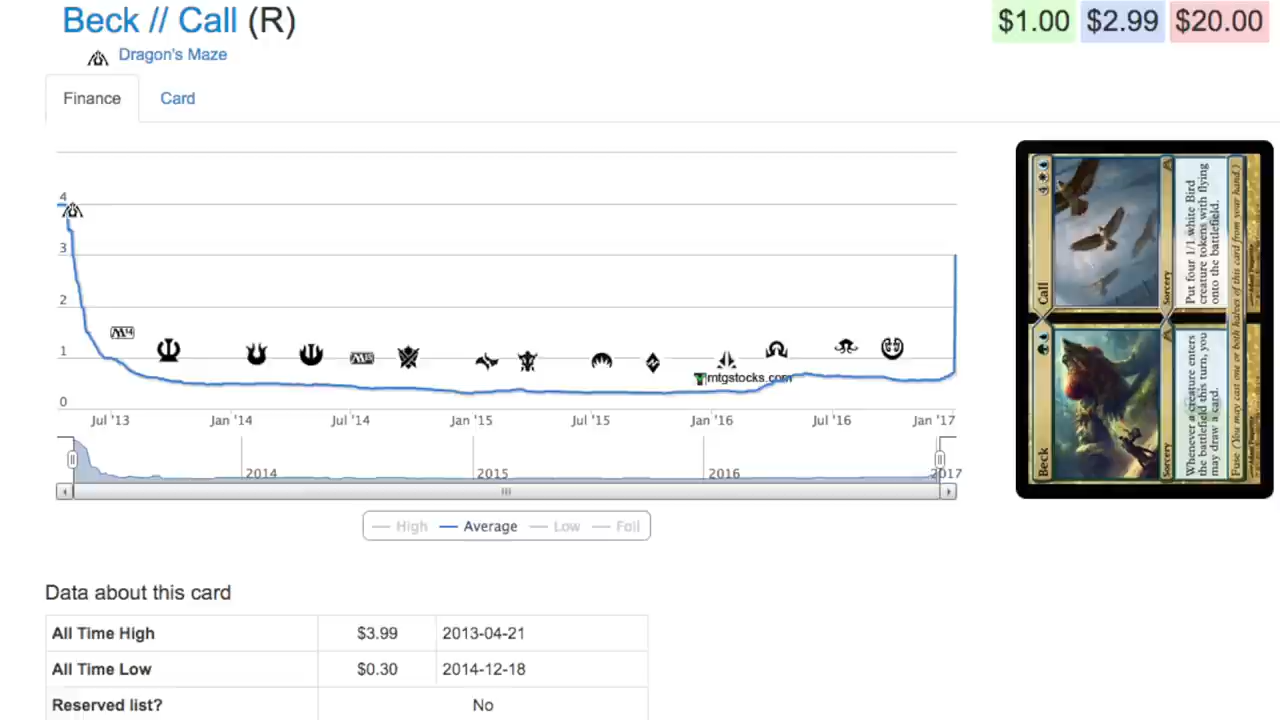 Beck // Call (R)
$1.00 $2.99 $20.00
Dragon's Maze
Finance Card
4
3
2
1
0
M14
M15
mtgstocks.com
Jul '13 Jan '14 Jul '14 Jan '15 Jul '15 Jan '16 Jul '16 Jan '17
2014 2015 2016 2017
High Average Low Foil
Call
Sorcery
Put four 1/1 white Bird
creature tokens with flying
onto the battlefield.
Beck
Sorcery
Whenever a creature enters
the battlefield this turn, you
may draw a card.
Fuse (You may cast one or both halves of this card from your hand.)
Data about this card
All Time High $3.99 2013-04-21
All Time Low $0.30 2014-12-18
Reserved list? No